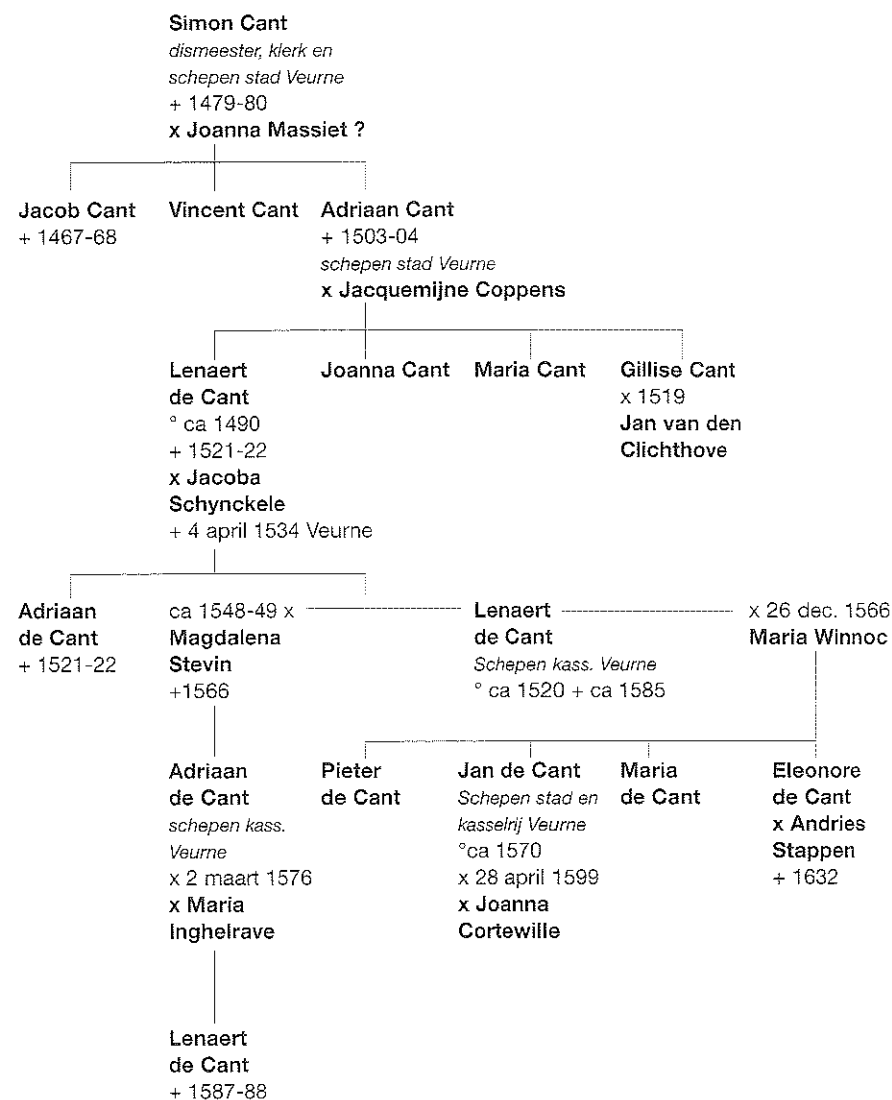 Simon Cant
dismeester, klerk en
schepen stad Veurne
+ 1479-80
x Joanna Massiet ?
Jacob Cant
+ 1467-68
Vincent Cant
Adriaan Cant
+ 1503-04
schepen stad Veurne
x Jacquemijne Coppens
Lenaert
de Cant
° ca 1490
+ 1521-22
x Jacoba
Schynckele
+ 4 april 1534 Veurne
Joanna Cant
Maria Cant
Gillise Cant
x 1519
Jan van den
Clichthove
Adriaan
de Cant
+ 1521-22
ca 1548-49 x
Magdalena
Stevin
+1566
Lenaert
de Cant
Schepen kass. Veurne
° ca 1520 + ca 1585
x 26 dec. 1566
Maria Winnoc
Adriaan
de Cant
schepen kass.
Veurne
x 2 maart 1576
x Maria
Inghelrave
Pieter
de Cant
Jan de Cant
Schepen stad en
kasselrij Veurne
°ca 1570
x 28 april 1599
x Joanna
Cortewille
Maria
de Cant
Eleonore
de Cant
x Andries
Stappen
+ 1632
Lenaert
de Cant
+ 1587-88